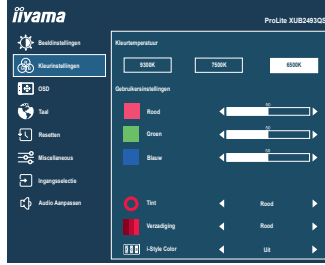 iiyama
ProLite XUB2493QS
Beeldinstellingen
Kleurinstellingen
OSD
Taal
Resetten
Miscellaneous
Ingangsselectie
Audio Aanpassen
Kleurtemperatuur
9300K 7500K 6500K
Gebruikersinstellingen
50
Rood
50
Groen
50
Blauw
Tint Rood
Verzadiging Rood
i-Style Color Uit